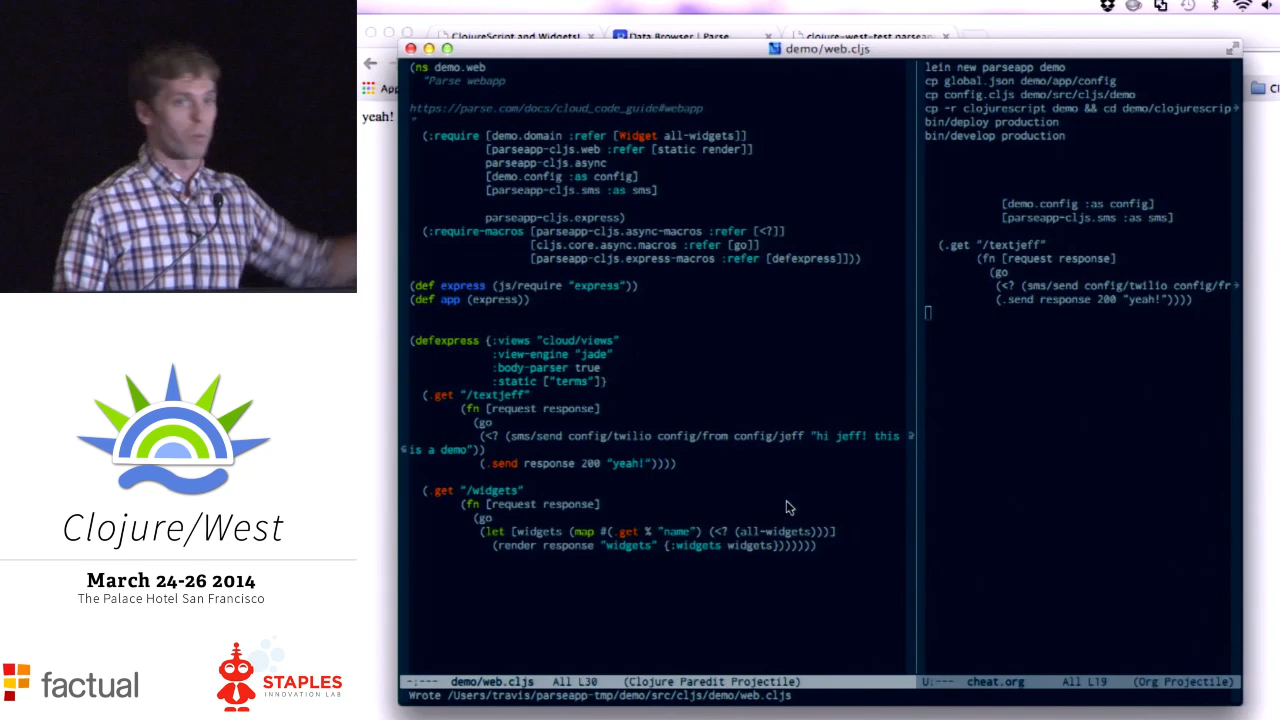 ClojureScript and Widgets!
Data Browser | Parse
clojure-west-test.parseap
demo/web.cljs
App
Cl
yeah!
(ns demo.web
"Parse webapp
https://parse.com/docs/cloud_code_guide#webapp
"
(:require [demo.domain :refer [Widget all-widgets]]
[parseapp-cljs.web :refer [static render]]
parseapp-cljs.async
[demo.config :as config]
[parseapp-cljs.sms :as sms]
parseapp-cljs.express)
(:require-macros [parseapp-cljs.async-macros :refer [<?]]
[cljs.core.async.macros :refer [go]]
[parseapp-cljs.express-macros :refer [defexpress]]))
(def express (js/require "express"))
(def app (express))
(defexpress {:views "cloud/views"
:view-engine "jade"
:body-parser true
:static ["terms"]}
(.get "/textjeff"
(fn [request response]
(go
(<? (sms/send config/twilio config/from config/jeff "hi jeff! this
is a demo"))
(.send response 200 "yeah!"))))
(.get "/widgets"
(fn [request response]
(go
(let [widgets (map #(.get % "name") (<? (all-widgets)))]
(render response "widgets" {:widgets widgets}))))))
-:--- demo/web.cljs All L30 (Clojure Paredit Projectile)
Wrote /Users/travis/parseapp-tmp/demo/src/cljs/demo/web.cljs
lein new parseapp demo
cp global.json demo/app/config
cp config.cljs demo/src/cljs/demo
cp -r clojurescript demo && cd demo/clojurescrip
bin/deploy production
bin/develop production
[demo.config :as config]
[parseapp-cljs.sms :as sms]
(.get "/textjeff"
(fn [request response]
(go
(<? (sms/send config/twilio config/fr
(.send response 200 "yeah!"))))
U:--- cheat.org All L19 (Org Projectile)
Clojure/West
March 24-26 2014
The Palace Hotel San Francisco
factual
STAPLES
INNOVATION LAB